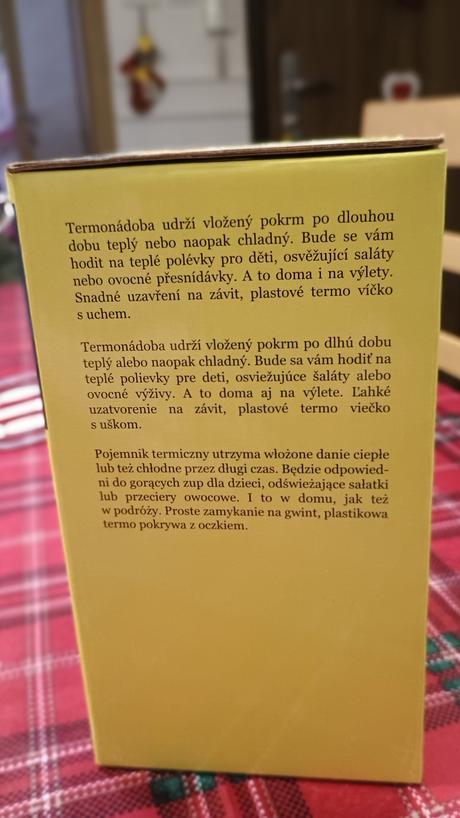 Termonádoba udrží vložený pokrm po dlouhou
dobu teplý nebo naopak chladný. Bude se vám
hodit na teplé polévky pro děti, osvěžující saláty
nebo ovocné přesnídávky. A to doma i na výlety.
Snadné uzavření na závit, plastové termo víčko
s uchem.
Termonádoba udrží vložený pokrm po dlhú dobu
teplý alebo naopak chladný. Bude sa vám hodiť na
teplé polievky pre deti, osviežujúce šaláty alebo
ovocné výživy. A to doma aj na výlete. Ľahké
uzatvorenie na závit, plastové termo viečko
s uškom.
Pojemnik termiczny utrzyma włożone danie ciepłe
lub też chłodne przez długi czas. Będzie odpowied-
ni do gorących zup dla dzieci, odświeżające sałatki
lub przeciery owocowe. I to w domu, jak też
w podróży. Proste zamykanie na gwint, plastikowa
termo pokrywa z oczkiem.